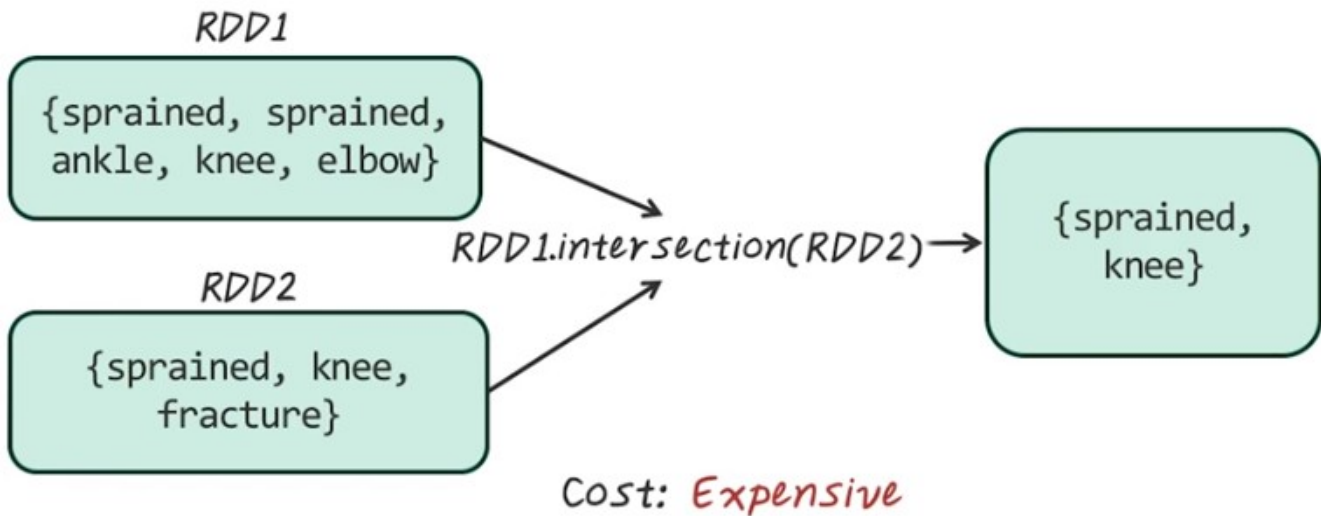 RDD1
{sprained, sprained,
ankle, knee, elbow}
RDD1.intersection(RDD2)
{sprained,
knee}
RDD2
{sprained, knee,
fracture}
Cost: Expensive